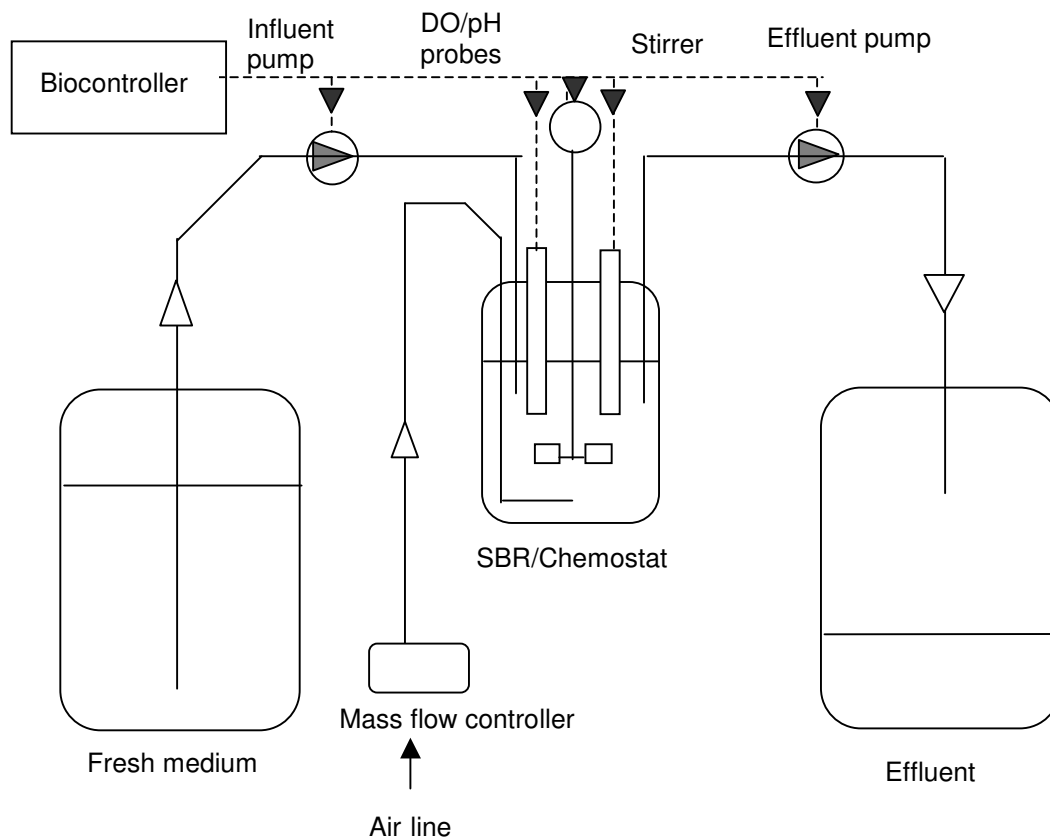 Influent
pump
DO/pH
probes
Stirrer
Effluent pump
Biocontroller
SBR/Chemostat
Mass flow controller
Fresh medium
Effluent
Air line